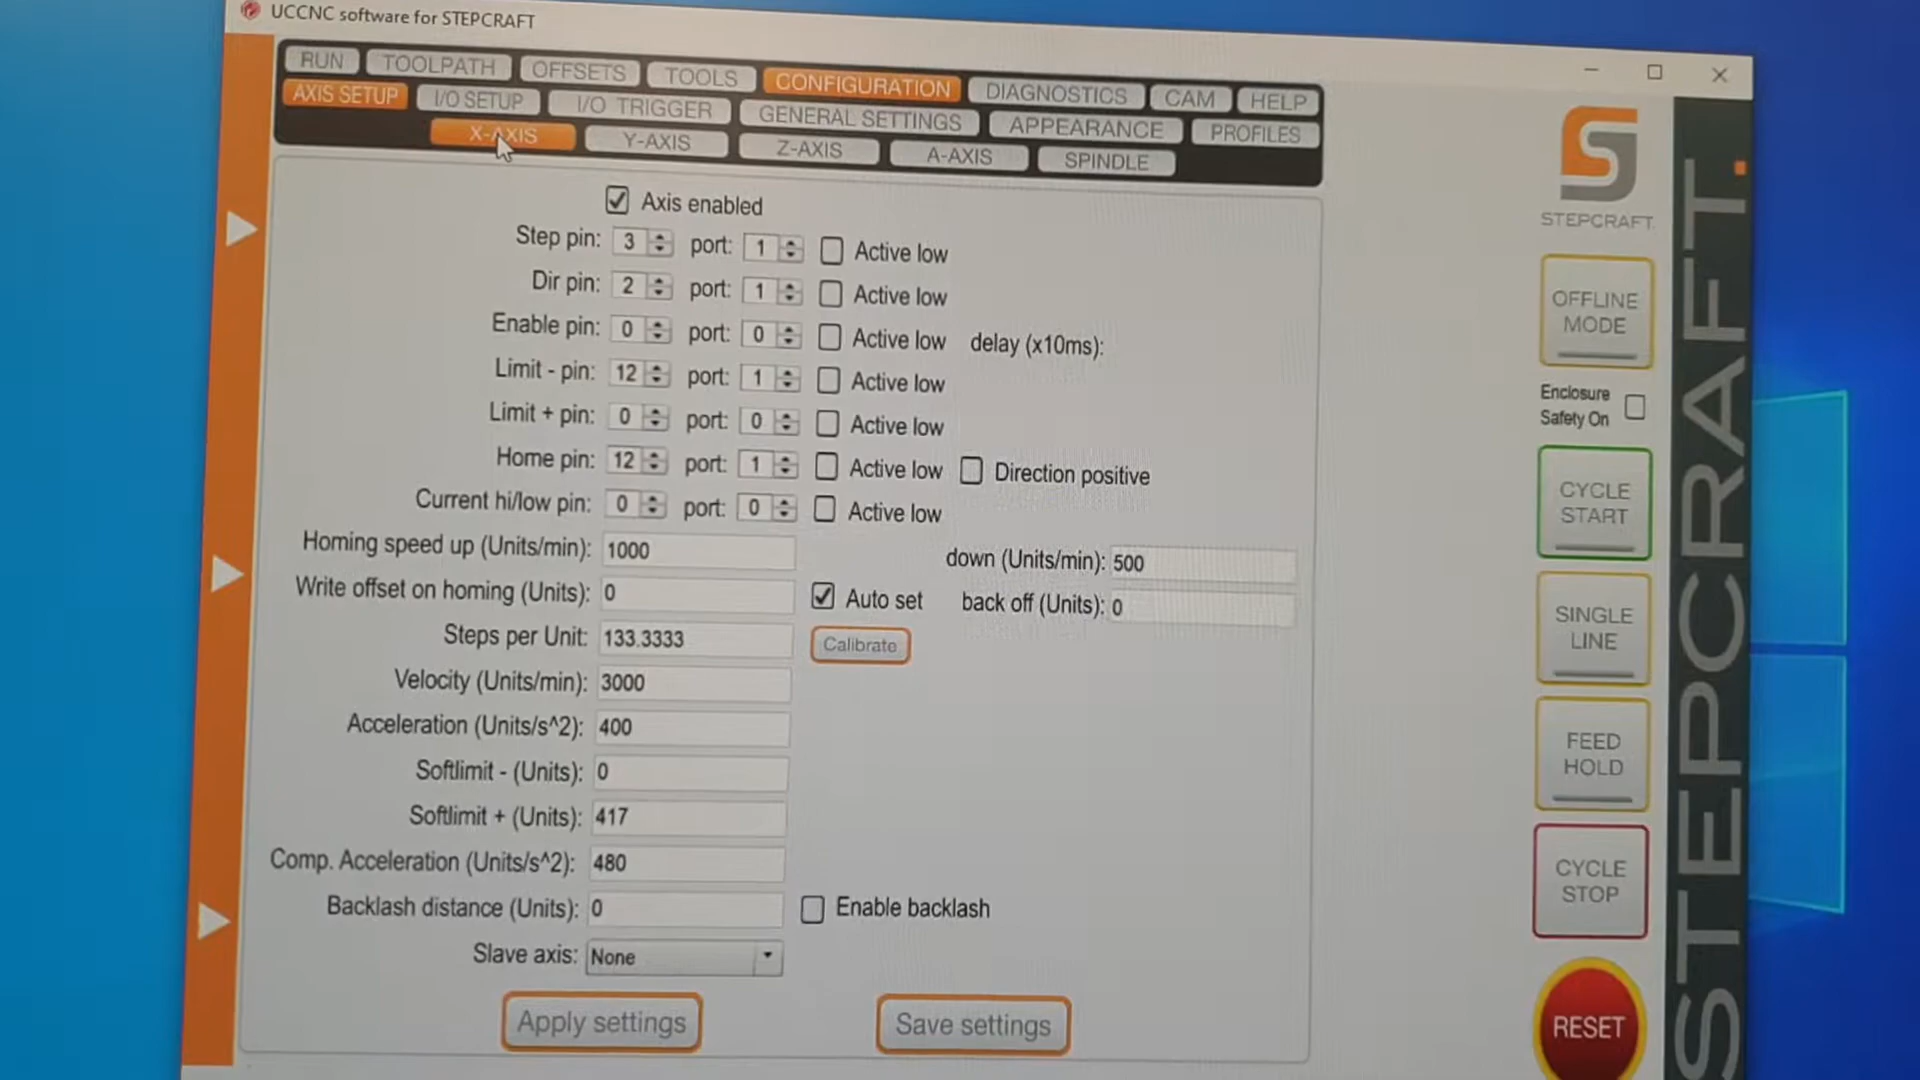 UCCNC software for STEPCRAFT
RUN TOOLPATH OFFSETS TOOLS CONFIGURATION DIAGNOSTICS CAM HELP
AXIS SETUP I/O SETUP I/O TRIGGER GENERAL SETTINGS APPEARANCE PROFILES
X-AXIS Y-AXIS Z-AXIS A-AXIS SPINDLE
Axis enabled
Step pin: 3 port: 1 Active low
Dir pin: 2 port: 1 Active low
Enable pin: 0 port: 0 Active low delay (x10ms):
Limit - pin: 12 port: 1 Active low
Limit + pin: 0 port: 0 Active low
Home pin: 12 port: 1 Active low Direction positive
Current hi/low pin: 0 port: 0 Active low
Homing speed up (Units/min): 1000 down (Units/min): 500
Write offset on homing (Units): 0 Auto set back off (Units): 0
Steps per Unit: 133.3333 Calibrate
Velocity (Units/min): 3000
Acceleration (Units/s^2): 400
Softlimit - (Units): 0
Softlimit + (Units): 417
Comp. Acceleration (Units/s^2): 480
Backlash distance (Units): 0 Enable backlash
Slave axis: None
Apply settings Save settings
STEPCRAFT
OFFLINE
MODE
Enclosure
Safety On
CYCLE
START
SINGLE
LINE
FEED
HOLD
CYCLE
STOP
RESET
STEPCRAFT.